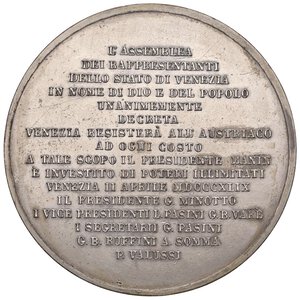 L'ASSEMBLEA
DEI RAPPRESENTANTI
DELLO STATO DI VENEZIA
IN NOME DI DIO E DEL POPOLO
UNANIMEMENTE
DECRETA
VENEZIA RESISTERÀ ALL' AUSTRIACO
AD OGNI COSTO
A TALE SCOPO IL PRESIDENTE MANIN
È INVESTITO DI POTERI ILLIMITATI
VENEZIA II APRILE MDCCCXLIX
IL PRESIDENTE G. MINOTTO
I VICE PRESIDENTI L. PASINI G. B. VARÈ
I SEGRETARI G. PASINI
G. B. RUFFINI A. SOMMA
P. VALUSSI